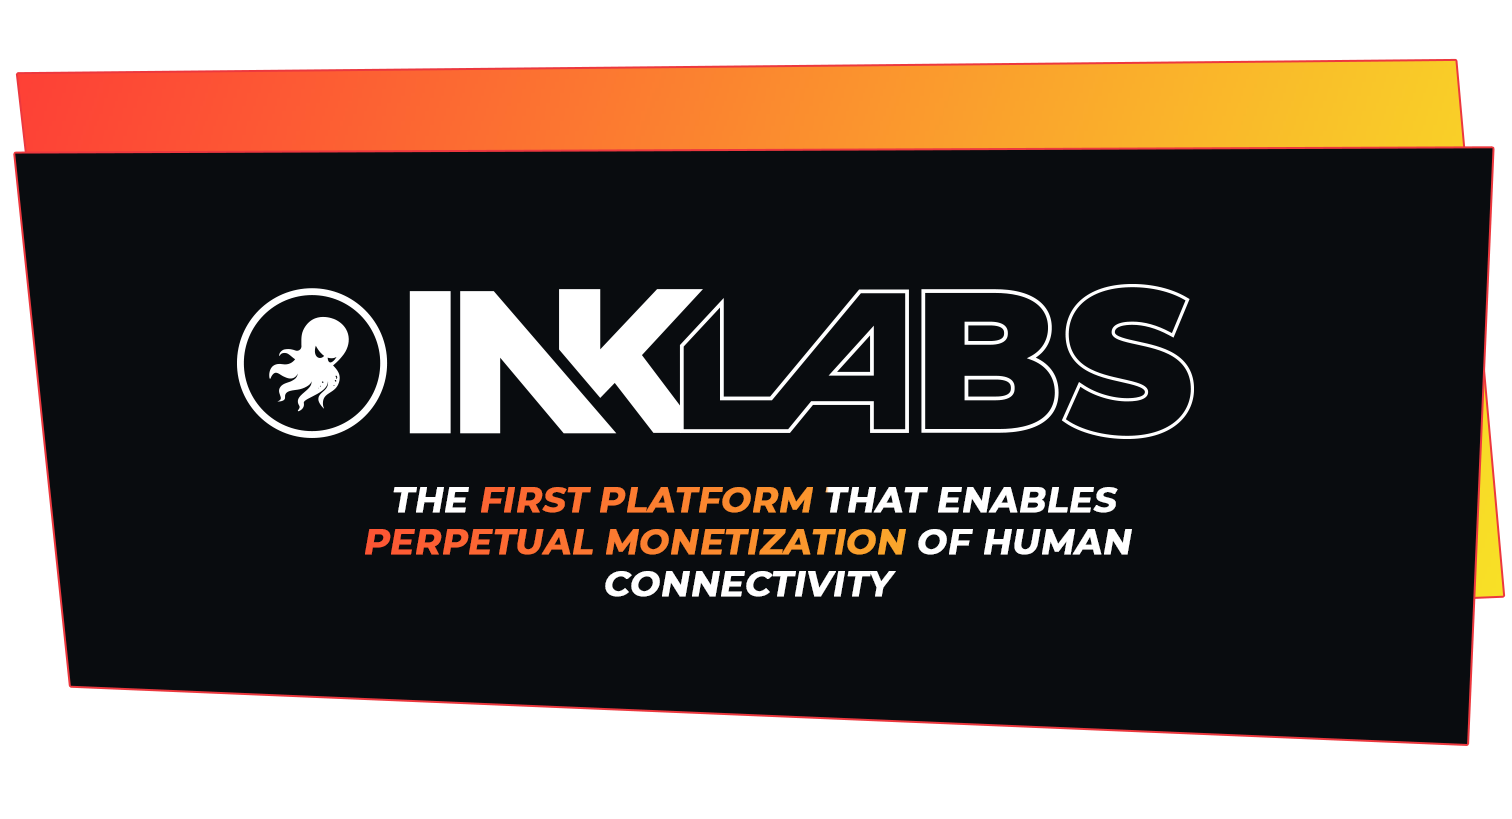 INKLABS
THE FIRST PLATFORM THAT ENABLES
PERPETUAL MONETIZATION OF HUMAN
CONNECTIVITY